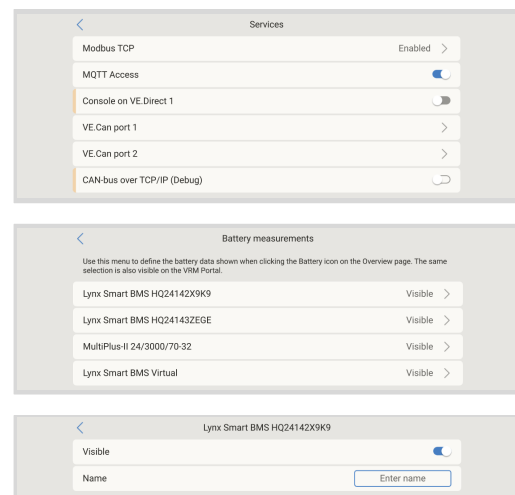 Services
Modbus TCP Enabled
MQTT Access
Console on VE.Direct 1
VE.Can port 1
VE.Can port 2
CAN-bus over TCP/IP (Debug)
Battery measurements
Use this menu to define the battery data shown when clicking the Battery icon on the Overview page. The same
selection is also visible on the VRM Portal.
Lynx Smart BMS HQ24142X9K9 Visible
Lynx Smart BMS HQ24143ZEGE Visible
MultiPlus-II 24/3000/70-32 Visible
Lynx Smart BMS Virtual Visible
Lynx Smart BMS HQ24142X9K9
Visible
Name Enter name